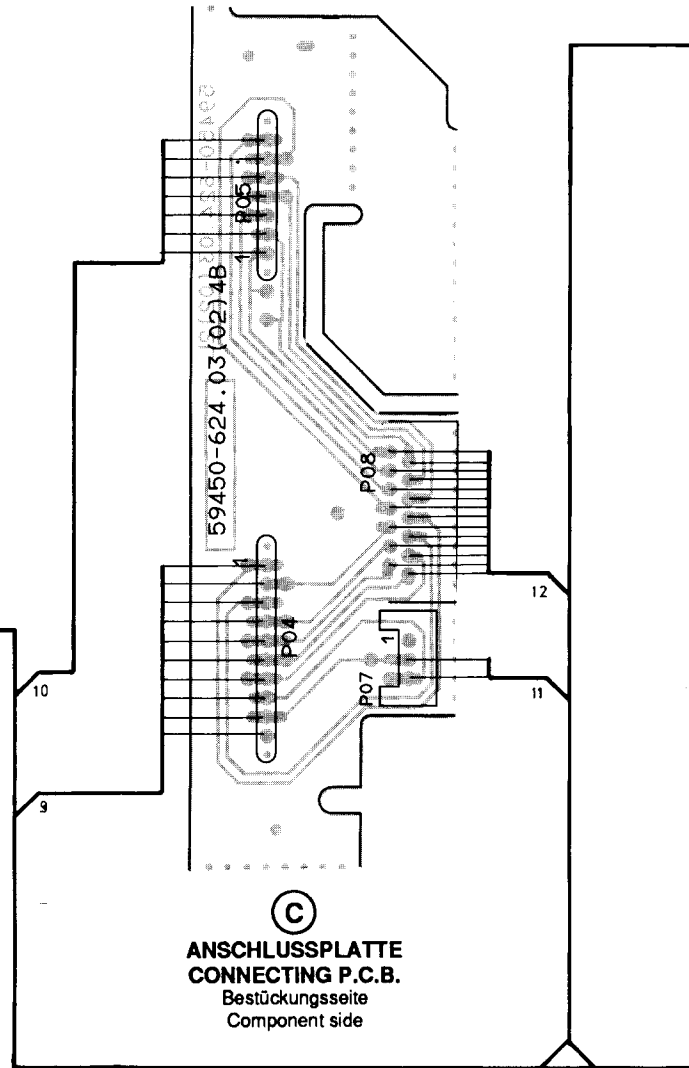 P05
1
59450-624.03(02)4B
P08
1
P04
1
P07
12
11
10
9
C
ANSCHLUSSPLATTE
CONNECTING P.C.B.
Bestückungsseite
Component side